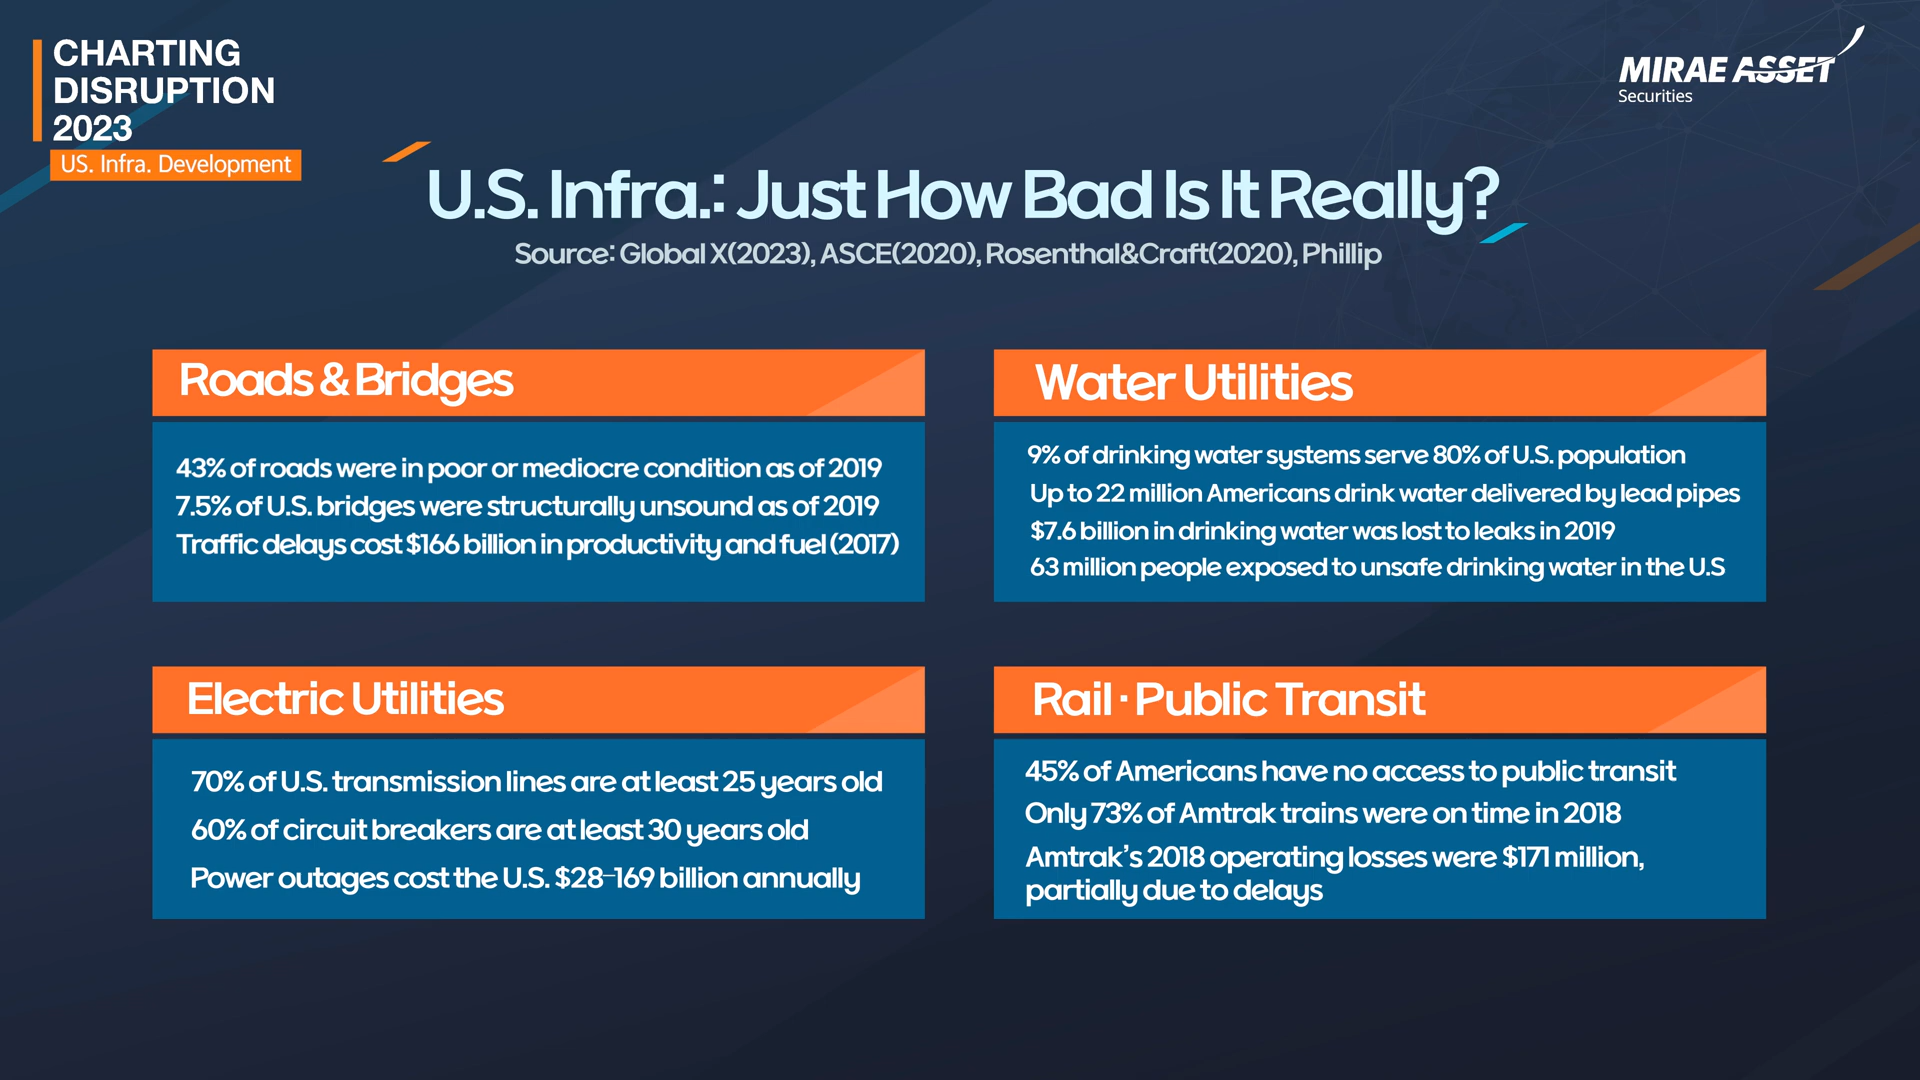 CHARTING
DISRUPTION
2023
US. Infra. Development
MIRAE ASSET
Securities
U.S. Infra.: Just How Bad Is It Really?
Source: Global X(2023), ASCE(2020), Rosenthal&Craft(2020), Phillip
Roads & Bridges
43% of roads were in poor or mediocre condition as of 2019
7.5% of U.S. bridges were structurally unsound as of 2019
Traffic delays cost $166 billion in productivity and fuel (2017)
Water Utilities
9% of drinking water systems serve 80% of U.S. population
Up to 22 million Americans drink water delivered by lead pipes
$7.6 billion in drinking water was lost to leaks in 2019
63 million people exposed to unsafe drinking water in the U.S
Electric Utilities
70% of U.S. transmission lines are at least 25 years old
60% of circuit breakers are at least 30 years old
Power outages cost the U.S. $28–169 billion annually
Rail · Public Transit
45% of Americans have no access to public transit
Only 73% of Amtrak trains were on time in 2018
Amtrak’s 2018 operating losses were $171 million,
partially due to delays